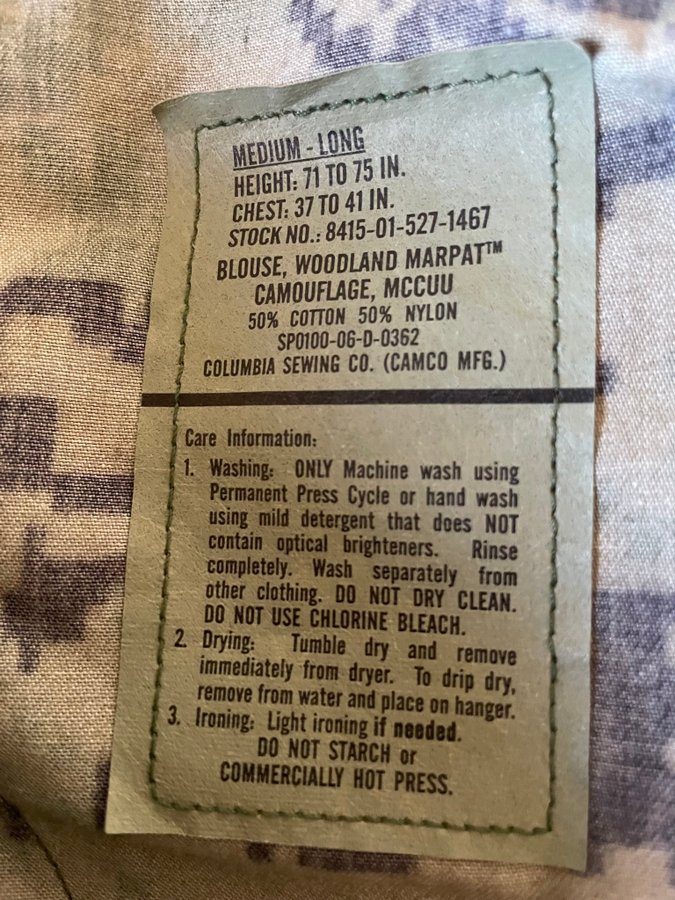 MEDIUM - LONG
HEIGHT: 71 TO 75 IN.
CHEST: 37 TO 41 IN.
STOCK NO.: 8415-01-527-1467
BLOUSE, WOODLAND MARPAT™
CAMOUFLAGE, MCCUU
50% COTTON 50% NYLON
SP0100-06-D-0362
COLUMBIA SEWING CO. (CAMCO MFG.)
Care Information:
1. Washing: ONLY Machine wash using
Permanent Press Cycle or hand wash
using mild detergent that does NOT
contain optical brighteners. Rinse
completely. Wash separately from
other clothing. DO NOT DRY CLEAN.
DO NOT USE CHLORINE BLEACH.
2. Drying: Tumble dry and remove
immediately from dryer. To drip dry,
remove from water and place on hanger.
3. Ironing: Light ironing if needed.
DO NOT STARCH or
COMMERCIALLY HOT PRESS.